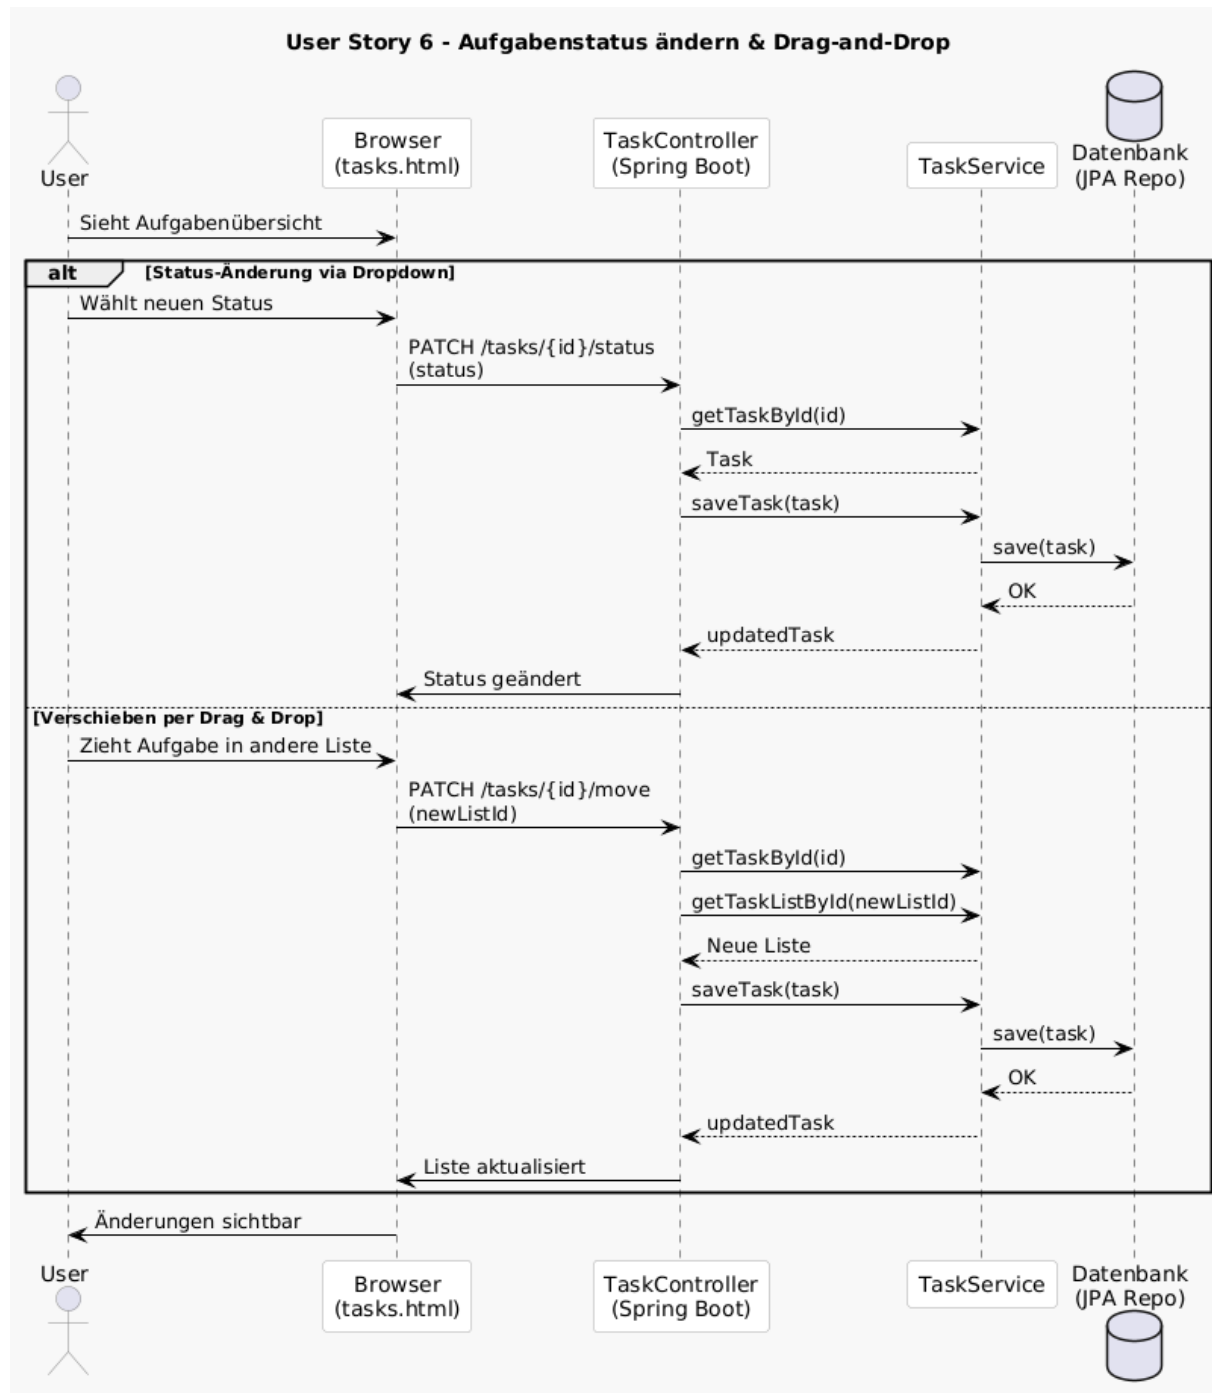 User Story 6 - Aufgabenstatus ändern & Drag-and-Drop
User
Browser
(tasks.html)
TaskController
(Spring Boot)
TaskService
Datenbank
(JPA Repo)
Sieht Aufgabenübersicht
alt [Status-Änderung via Dropdown]
Wählt neuen Status
PATCH /tasks/{id}/status
(status)
getTaskById(id)
Task
saveTask(task)
save(task)
OK
updatedTask
Status geändert
[Verschieben per Drag & Drop]
Zieht Aufgabe in andere Liste
PATCH /tasks/{id}/move
(newListId)
getTaskById(id)
getTaskListById(newListId)
Neue Liste
saveTask(task)
save(task)
OK
updatedTask
Liste aktualisiert
Änderungen sichtbar
User
Browser
(tasks.html)
TaskController
(Spring Boot)
TaskService
Datenbank
(JPA Repo)